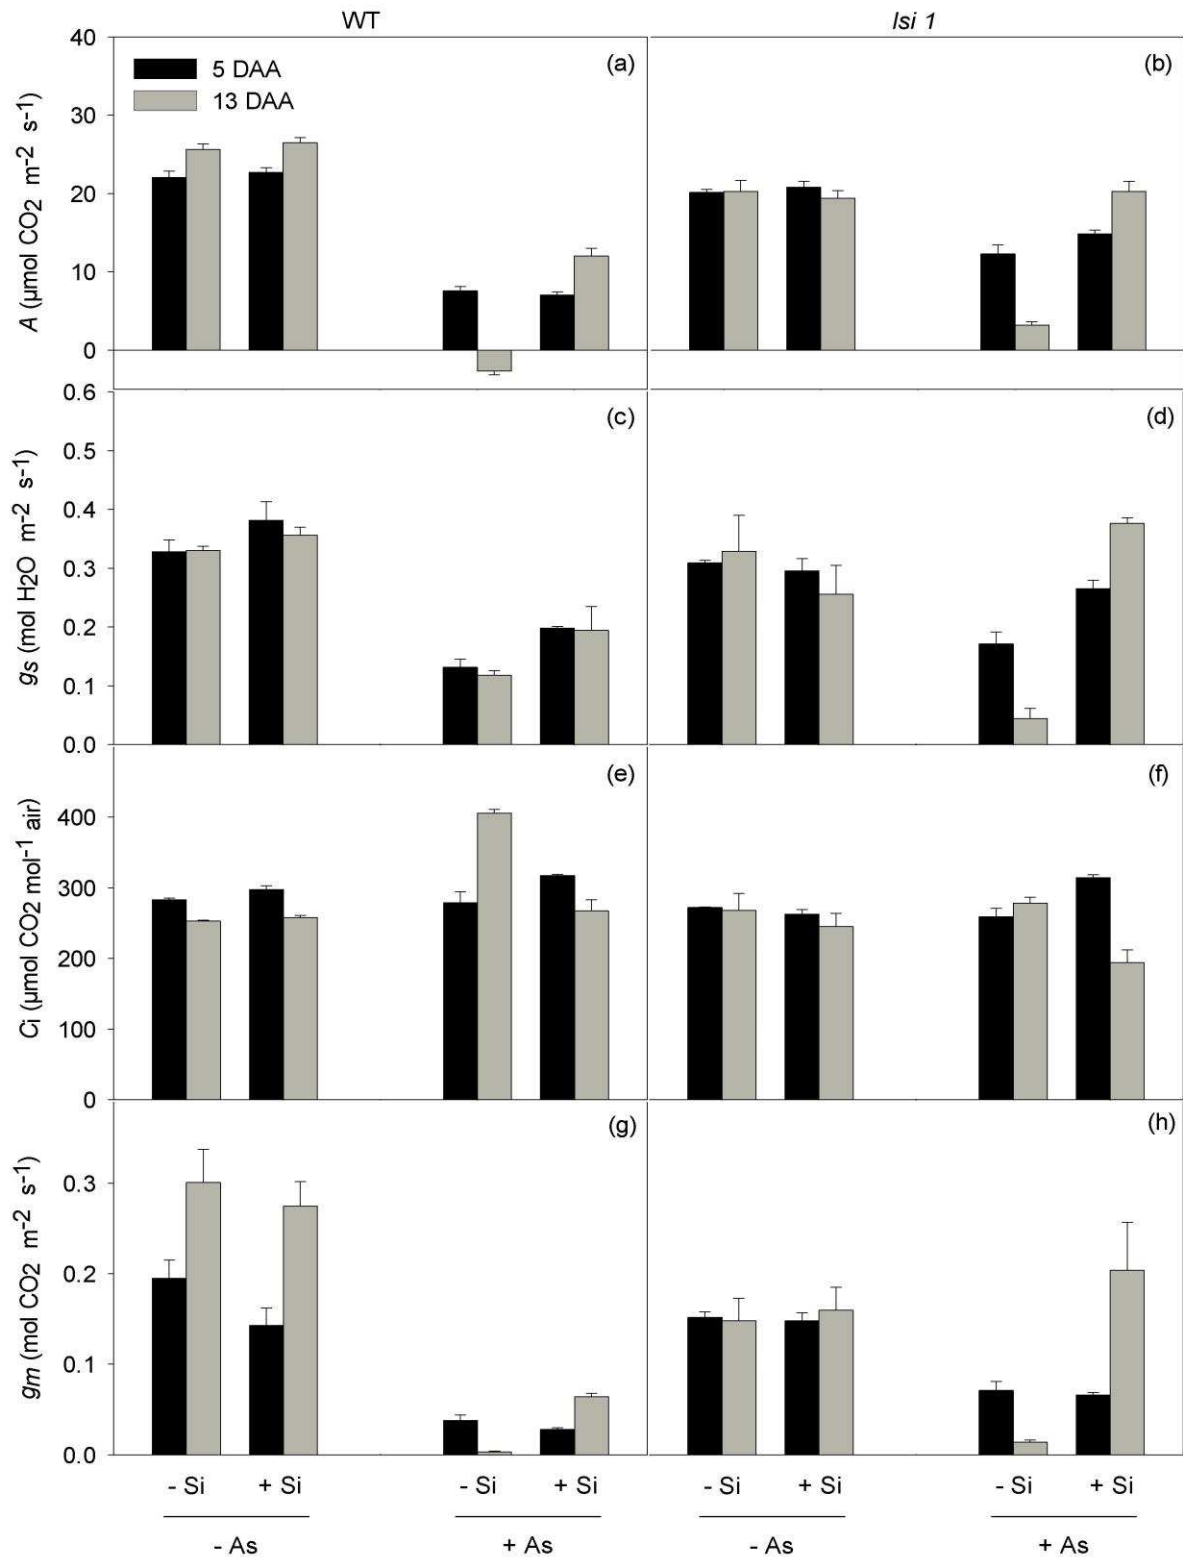 WT
lsi 1
40
30
20
10
0
A (µmol CO2 m-2 s-1)
5 DAA
13 DAA
(a)
(b)
0.6
0.5
0.4
0.3
0.2
0.1
0.0
gs (mol H2O m-2 s-1)
(c)
(d)
400
300
200
100
0
Ci (µmol CO2 mol-1 air)
(e)
(f)
0.3
0.2
0.1
0.0
gm (mol CO2 m-2 s-1)
(g)
(h)
- Si + Si - Si + Si - Si + Si - Si + Si
- As + As - As + As